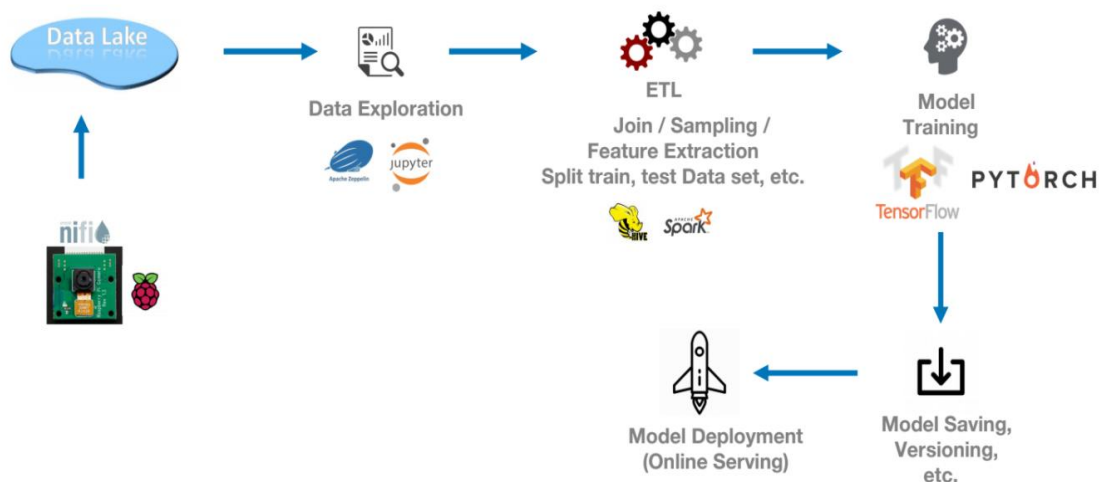 Data Lake
Data Exploration
Apache Zeppelin
jupyter
ETL
Join / Sampling /
Feature Extraction
Split train, test Data set, etc.
HIVE
APACHE
Spark
Model
Training
TensorFlow
PYTORCH
nifi
Model Deployment
(Online Serving)
Model Saving,
Versioning,
etc.